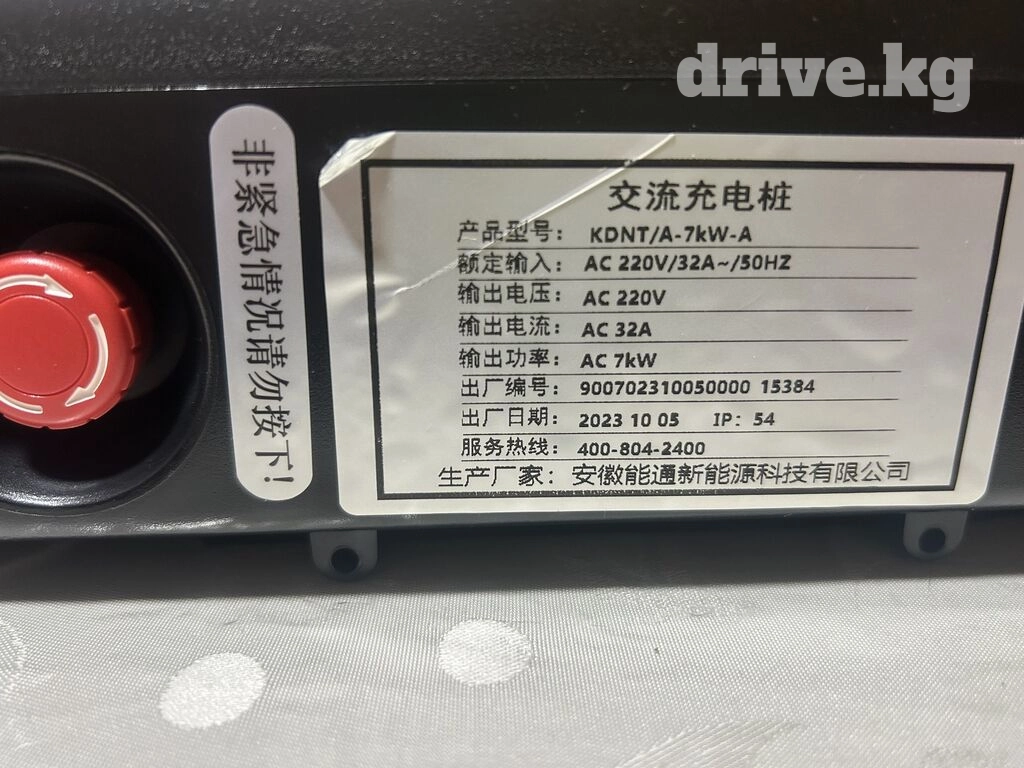 drive.kg
非紧急情况请勿按下!
交流充电桩
产品型号: KDNT/A-7kW-A
额定输入: AC 220V/32A~/50HZ
输出电压: AC 220V
输出电流: AC 32A
输出功率: AC 7kW
出厂编号: 900702310050000 15384
出厂日期: 2023 10 05 IP: 54
服务热线: 400-804-2400
生产厂家: 安徽能通新能源科技有限公司